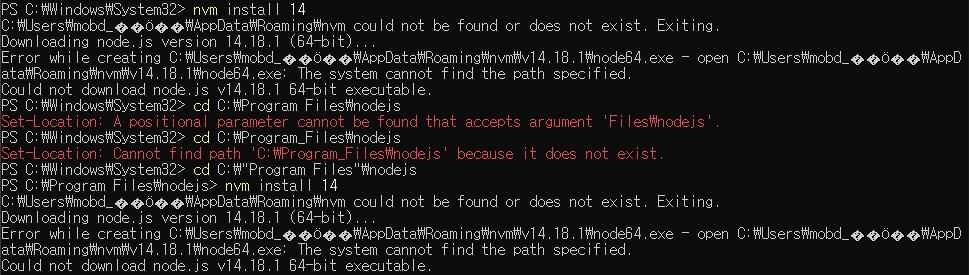 PS C:₩Windows₩System32> nvm install 14
C:₩Users₩mobd_��ö��₩AppData₩Roaming₩nvm could not be found or does not exist. Exiting.
Downloading node.js version 14.18.1 (64-bit)...
Error while creating C:₩Users₩mobd_��ö��₩AppData₩Roaming₩nvm₩v14.18.1₩node64.exe - open C:₩Users₩mobd_��ö��₩AppD
ata₩Roaming₩nvm₩v14.18.1₩node64.exe: The system cannot find the path specified.
Could not download node.js v14.18.1 64-bit executable.
PS C:₩Windows₩System32> cd C:₩Program Files₩nodejs
Set-Location: A positional parameter cannot be found that accepts argument 'Files₩nodejs'.
PS C:₩Windows₩System32> cd C:₩Program_Files₩nodejs
Set-Location: Cannot find path 'C:₩Program_Files₩nodejs' because it does not exist.
PS C:₩Windows₩System32> cd C:₩"Program Files"₩nodejs
PS C:₩Program Files₩nodejs> nvm install 14
C:₩Users₩mobd_��ö��₩AppData₩Roaming₩nvm could not be found or does not exist. Exiting.
Downloading node.js version 14.18.1 (64-bit)...
Error while creating C:₩Users₩mobd_��ö��₩AppData₩Roaming₩nvm₩v14.18.1₩node64.exe - open C:₩Users₩mobd_��ö��₩AppD
ata₩Roaming₩nvm₩v14.18.1₩node64.exe: The system cannot find the path specified.
Could not download node.js v14.18.1 64-bit executable.